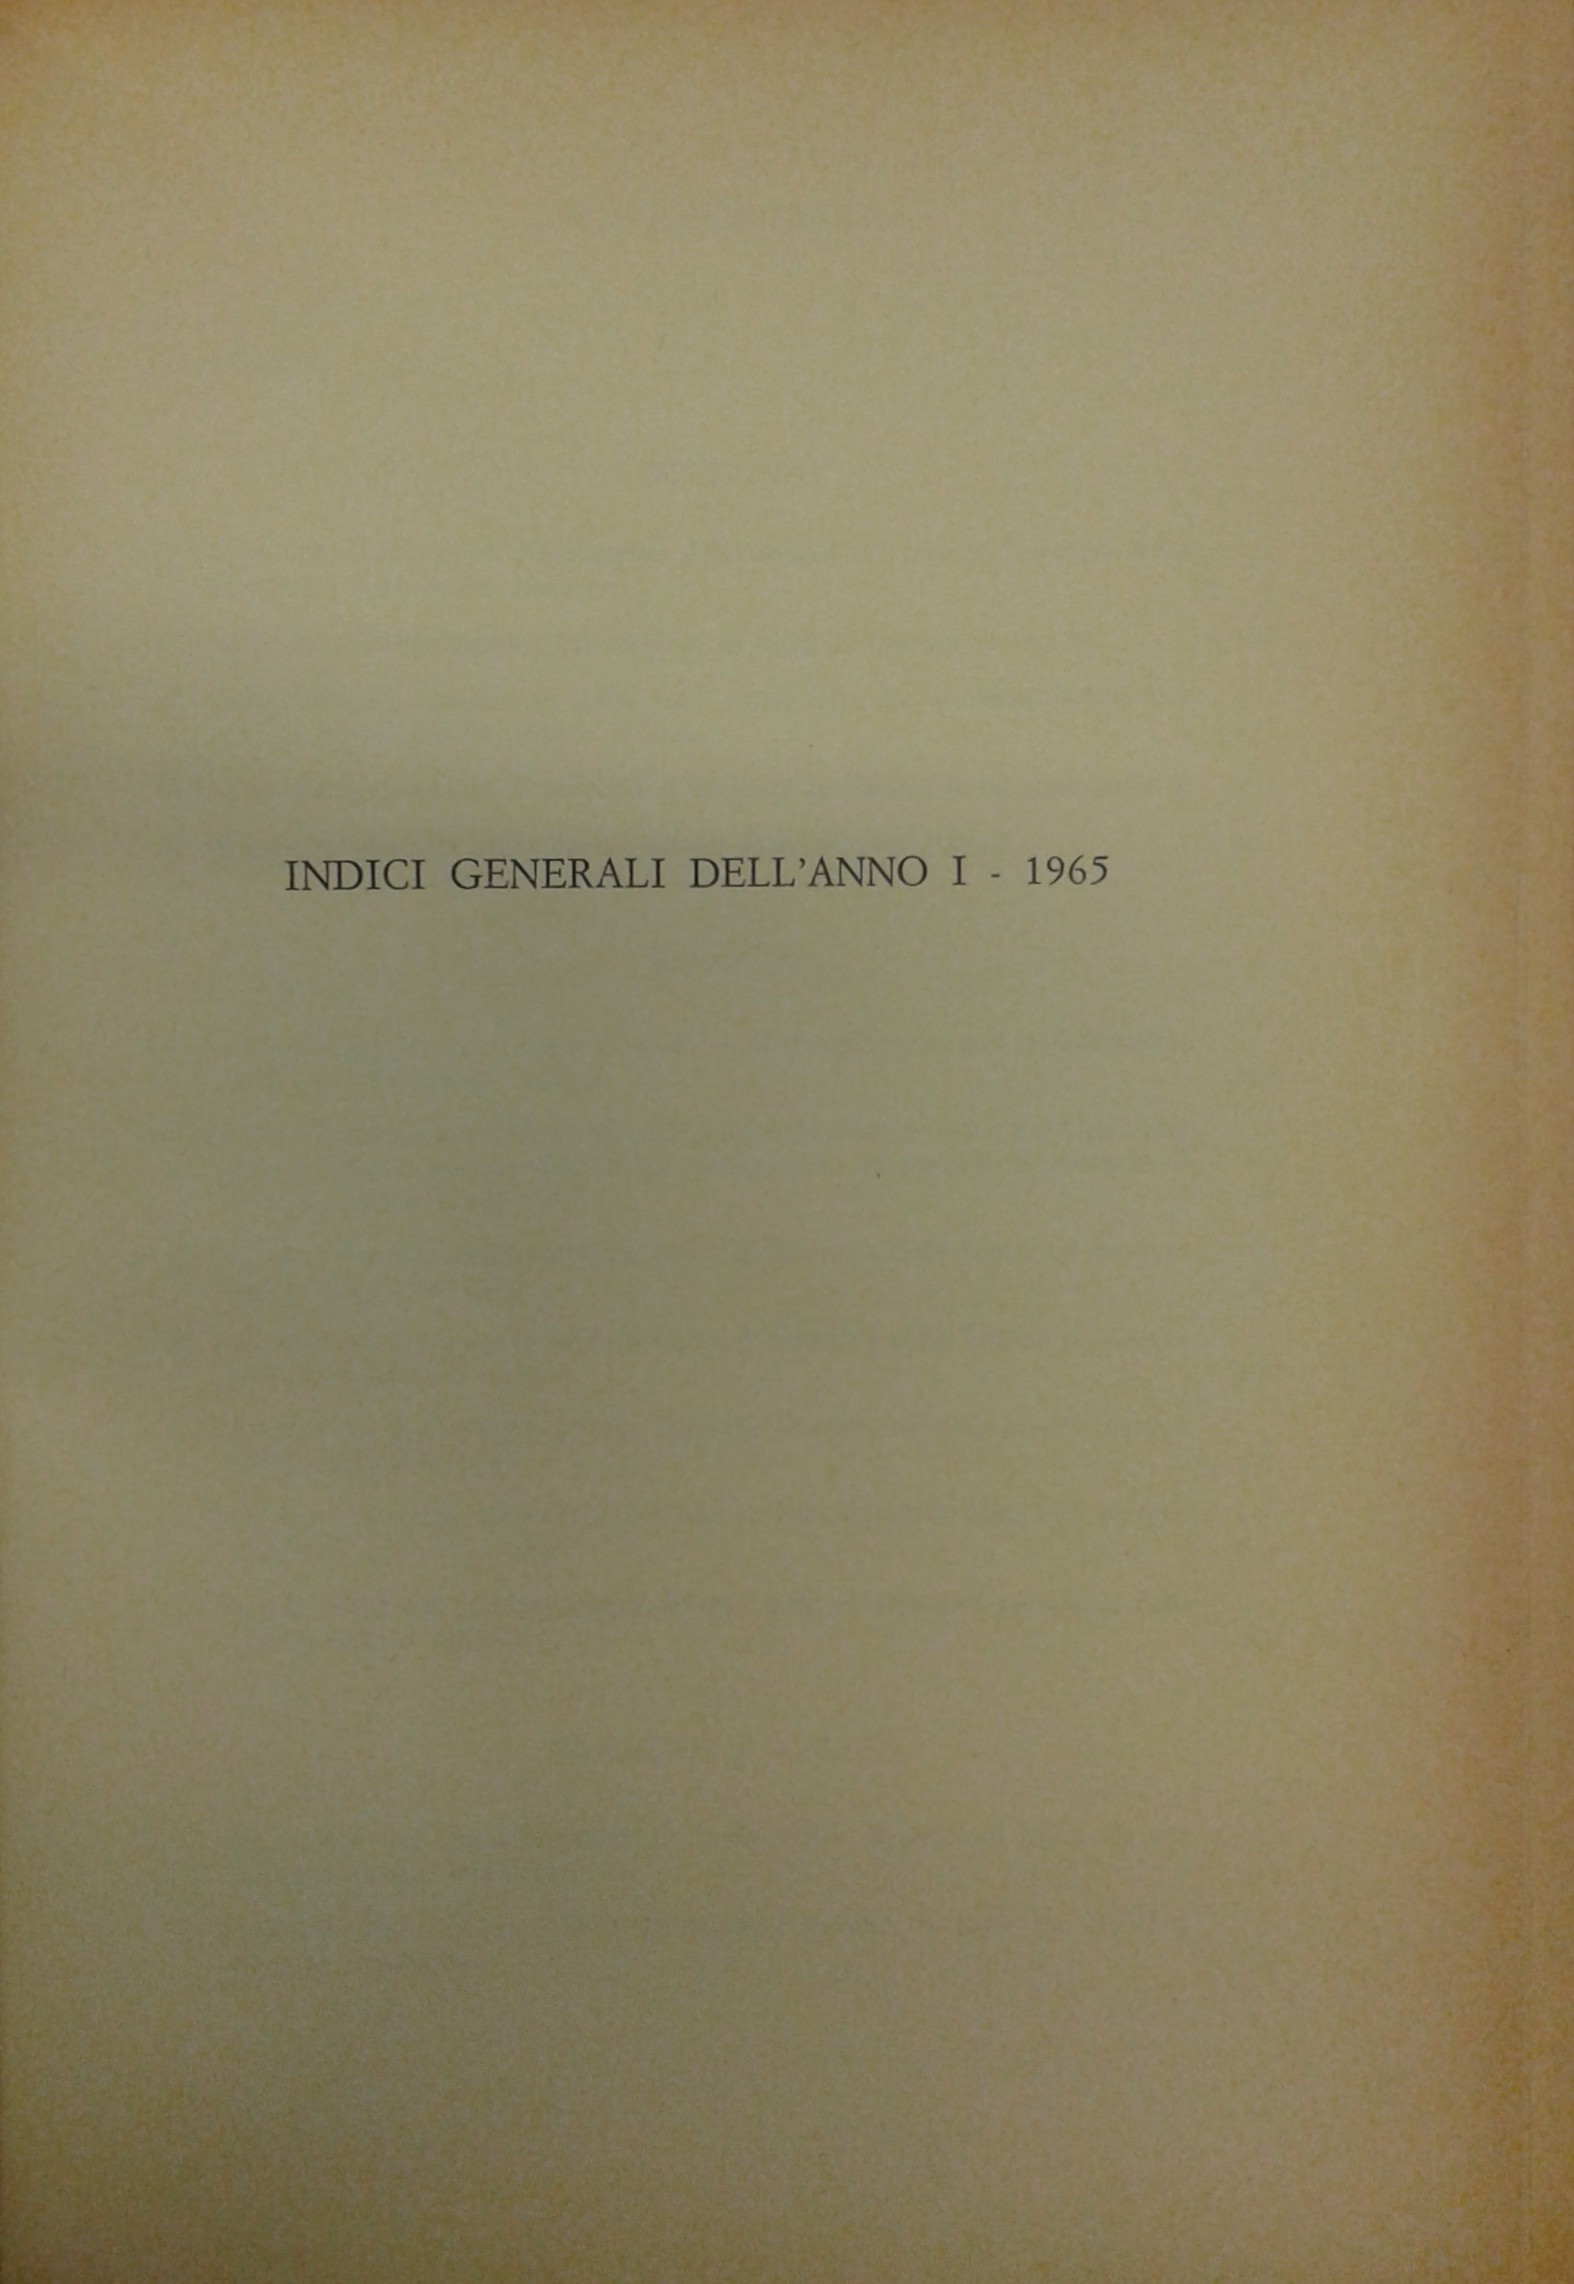 INDICI GENERALI DELL’ANNO I - 1965